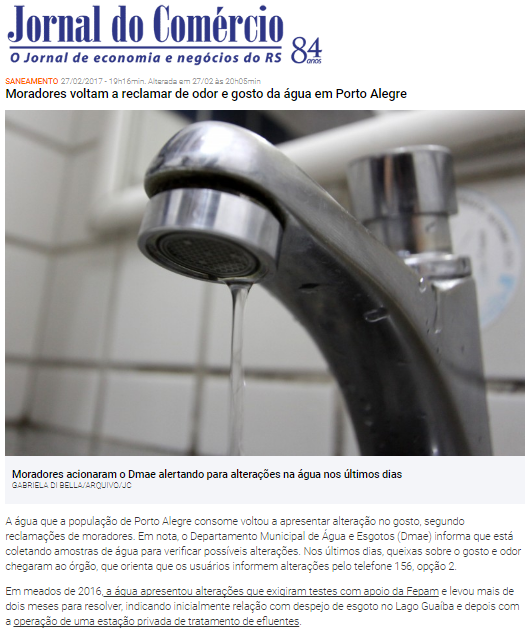 Jornal do Comércio
O Jornal de economia e negócios do RS 84 anos
SANEAMENTO 27/02/2017 - 19h16min. Alterada em 27/02 às 20h05min
Moradores voltam a reclamar de odor e gosto da água em Porto Alegre
Moradores acionaram o Dmae alertando para alterações na água nos últimos dias
GABRIELA DI BELLA/ARQUIVO/JC
A água que a população de Porto Alegre consome voltou a apresentar alteração no gosto, segundo
reclamações de moradores. Em nota, o Departamento Municipal de Água e Esgotos (Dmae) informa que está
coletando amostras de água para verificar possíveis alterações. Nos últimos dias, queixas sobre o gosto e odor
chegaram ao órgão, que orienta que os usuários informem alterações pelo telefone 156, opção 2.
Em meados de 2016, a água apresentou alterações que exigiram testes com apoio da Fepam e levou mais de
dois meses para resolver, indicando inicialmente relação com despejo de esgoto no Lago Guaíba e depois com
a operação de uma estação privada de tratamento de efluentes.